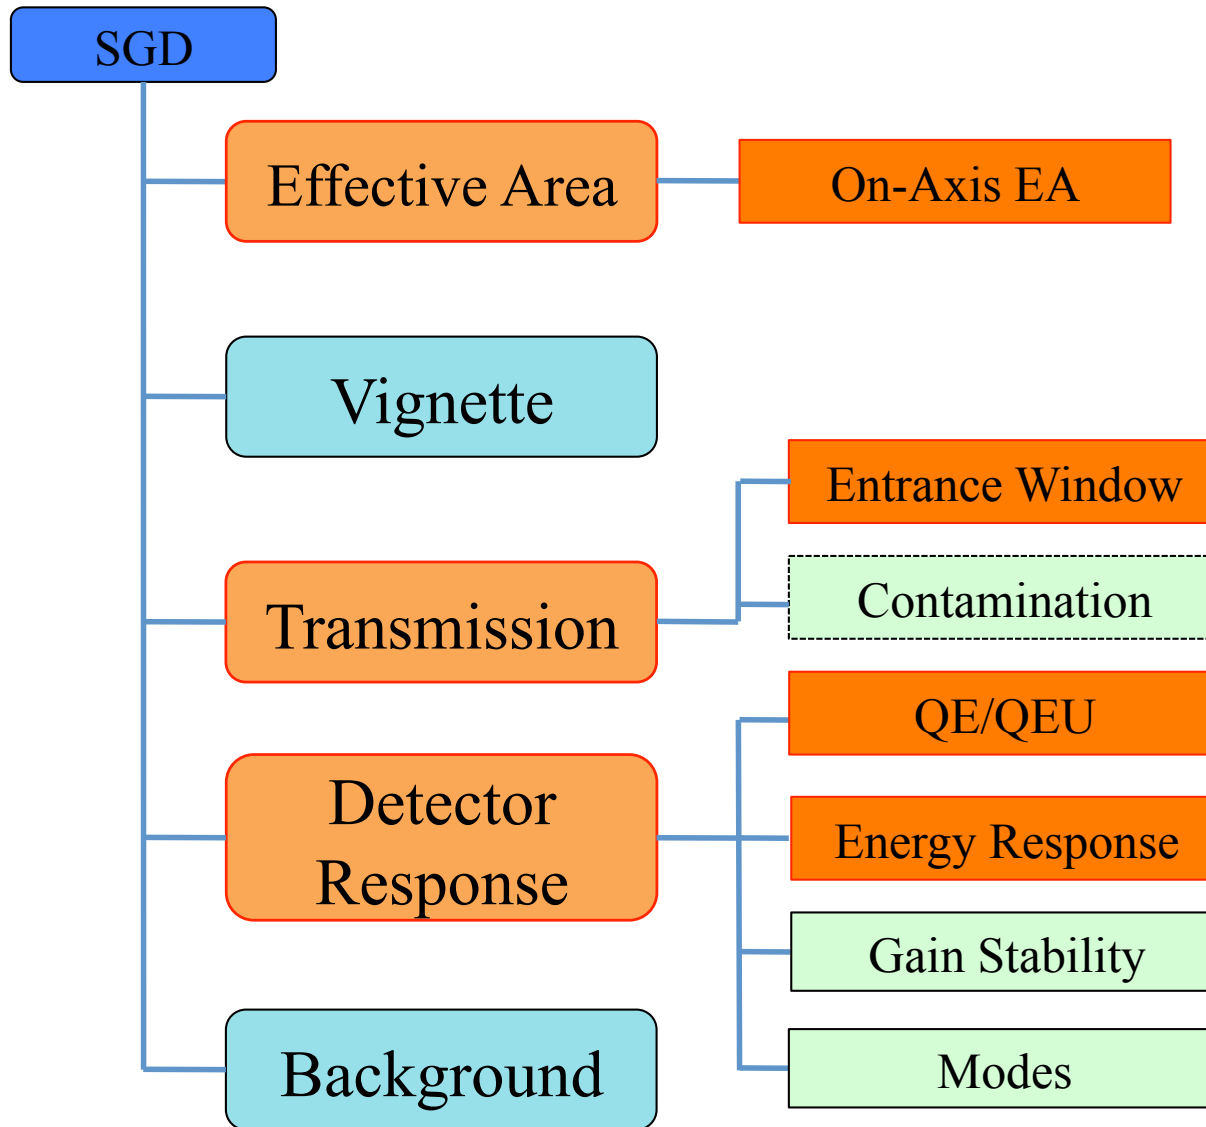 SGD
Effective Area
On-Axis EA
Vignette
Transmission
Entrance Window
Contamination
Detector
Response
QE/QEU
Energy Response
Gain Stability
Modes
Background